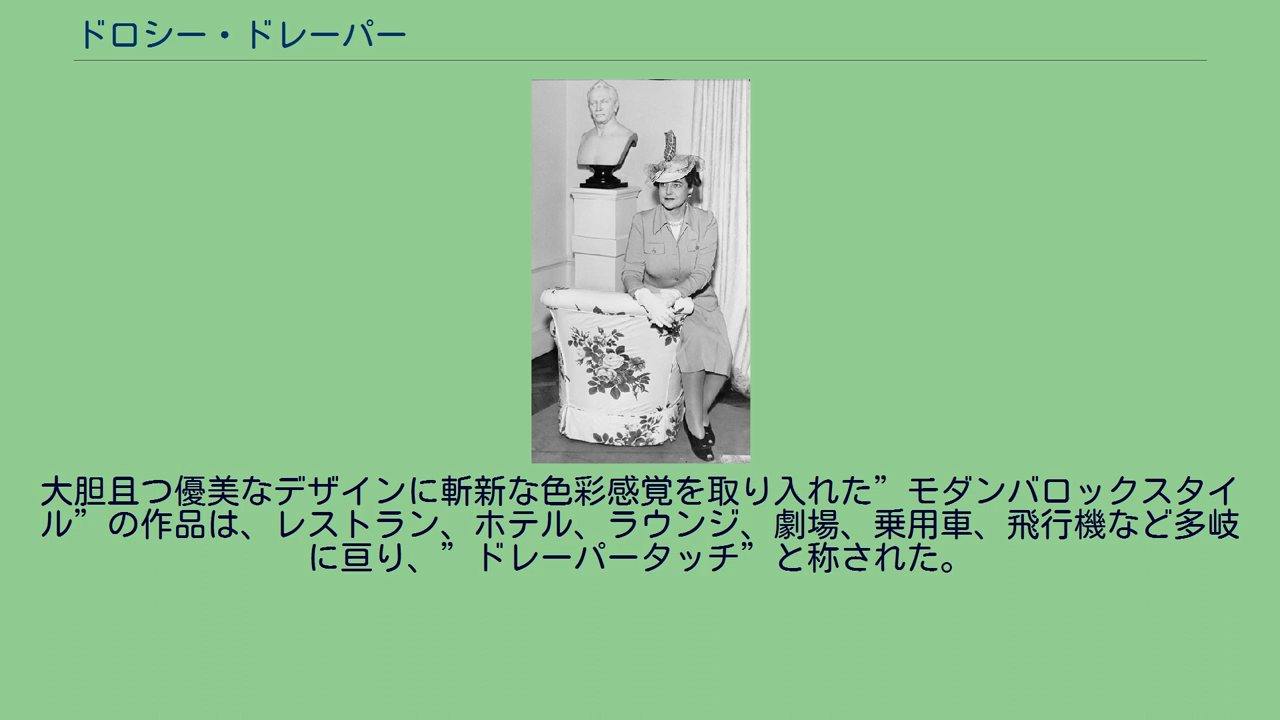 ドロシー・ドレーパー
大胆且つ優美なデザインに斬新な色彩感覚を取り入れた”モダンバロックスタイ
ル”の作品は、レストラン、ホテル、ラウンジ、劇場、乗用車、飛行機など多岐
に亘り、”ドレーパータッチ”と称された。